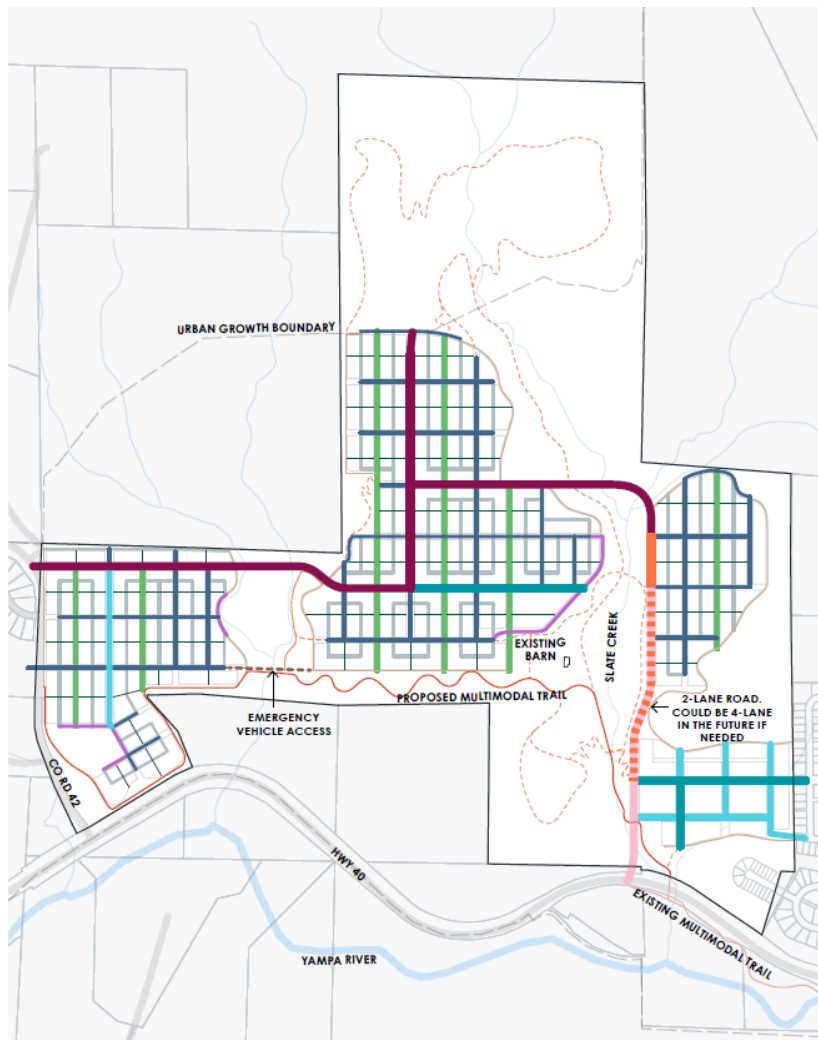 URBAN GROWTH BOUNDARY
EXISTING
BARN
SLATE CREEK
PROPOSED MULTIMODAL TRAIL
2-LANE ROAD.
COULD BE 4-LANE
IN THE FUTURE IF
NEEDED
EMERGENCY
VEHICLE ACCESS
CO RD 42
HWY 40
EXISTING MULTIMODAL TRAIL
YAMPA RIVER